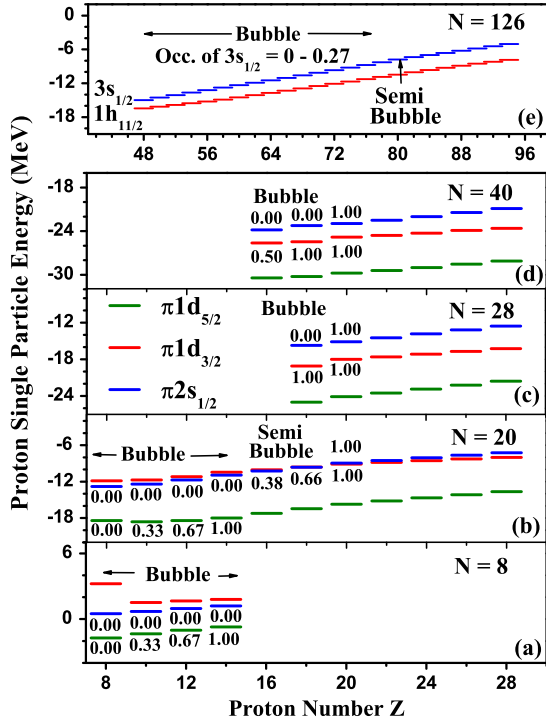 Proton Single Particle Energy (MeV)
0
-6
-12
-18
Bubble
N = 126
Occ. of 3s1/2 = 0 - 0.27
3s1/2
1h11/2
Semi
Bubble
(e)
48 56 64 72 80 88 96
-18
-24
-30
Bubble
N = 40
0.00 0.00 1.00
0.50 1.00 1.00
(d)
-12
-18
-24
π1d5/2
π1d3/2
π2s1/2
Bubble
N = 28
0.00 1.00
1.00 1.00
(c)
-6
-12
-18
Bubble
Semi
Bubble
N = 20
1.00
0.00 0.00 0.00 0.00 0.38 0.66 1.00
0.00 0.33 0.67 1.00
(b)
6
0
Bubble
N = 8
0.00 0.00 0.00 0.00
0.00 0.33 0.67 1.00
(a)
8 12 16 20 24 28
Proton Number Z